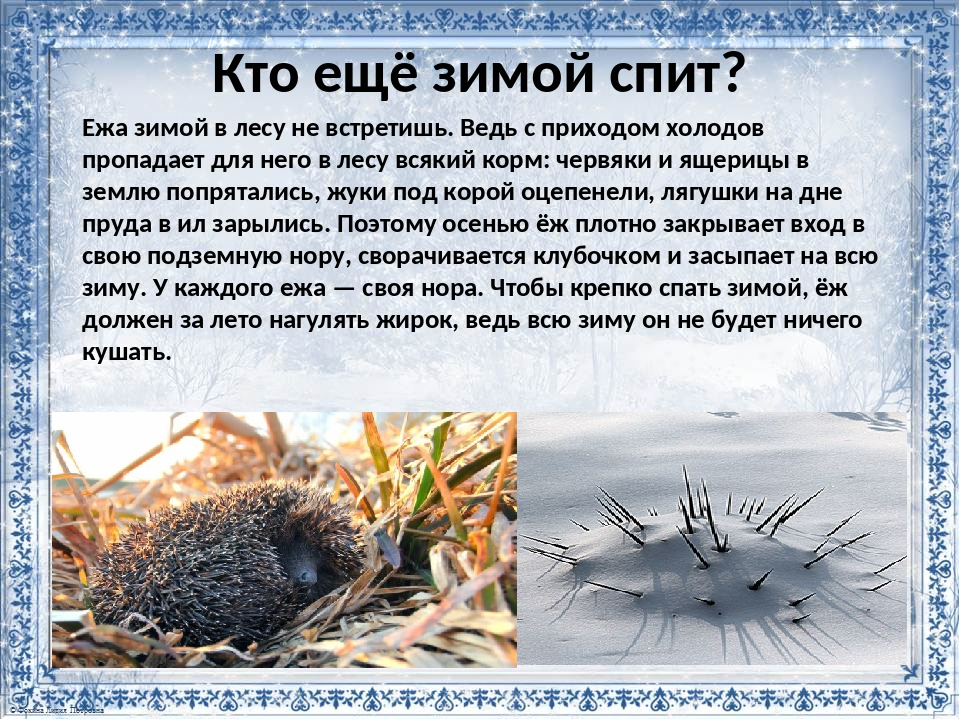 Кто ещё зимой спит?
Ежа зимой в лесу не встретишь. Ведь с приходом холодов
пропадает для него в лесу всякий корм: червяки и ящерицы в
землю попрятались, жуки под корой оцепенели, лягушки на дне
пруда в ил зарылись. Поэтому осенью ёж плотно закрывает вход в
свою подземную нору, сворачивается клубочком и засыпает на всю
зиму. У каждого ежа — своя нора. Чтобы крепко спать зимой, ёж
должен за лето нагулять жирок, ведь всю зиму он не будет ничего
кушать.
© Фокина Лидия Петровна